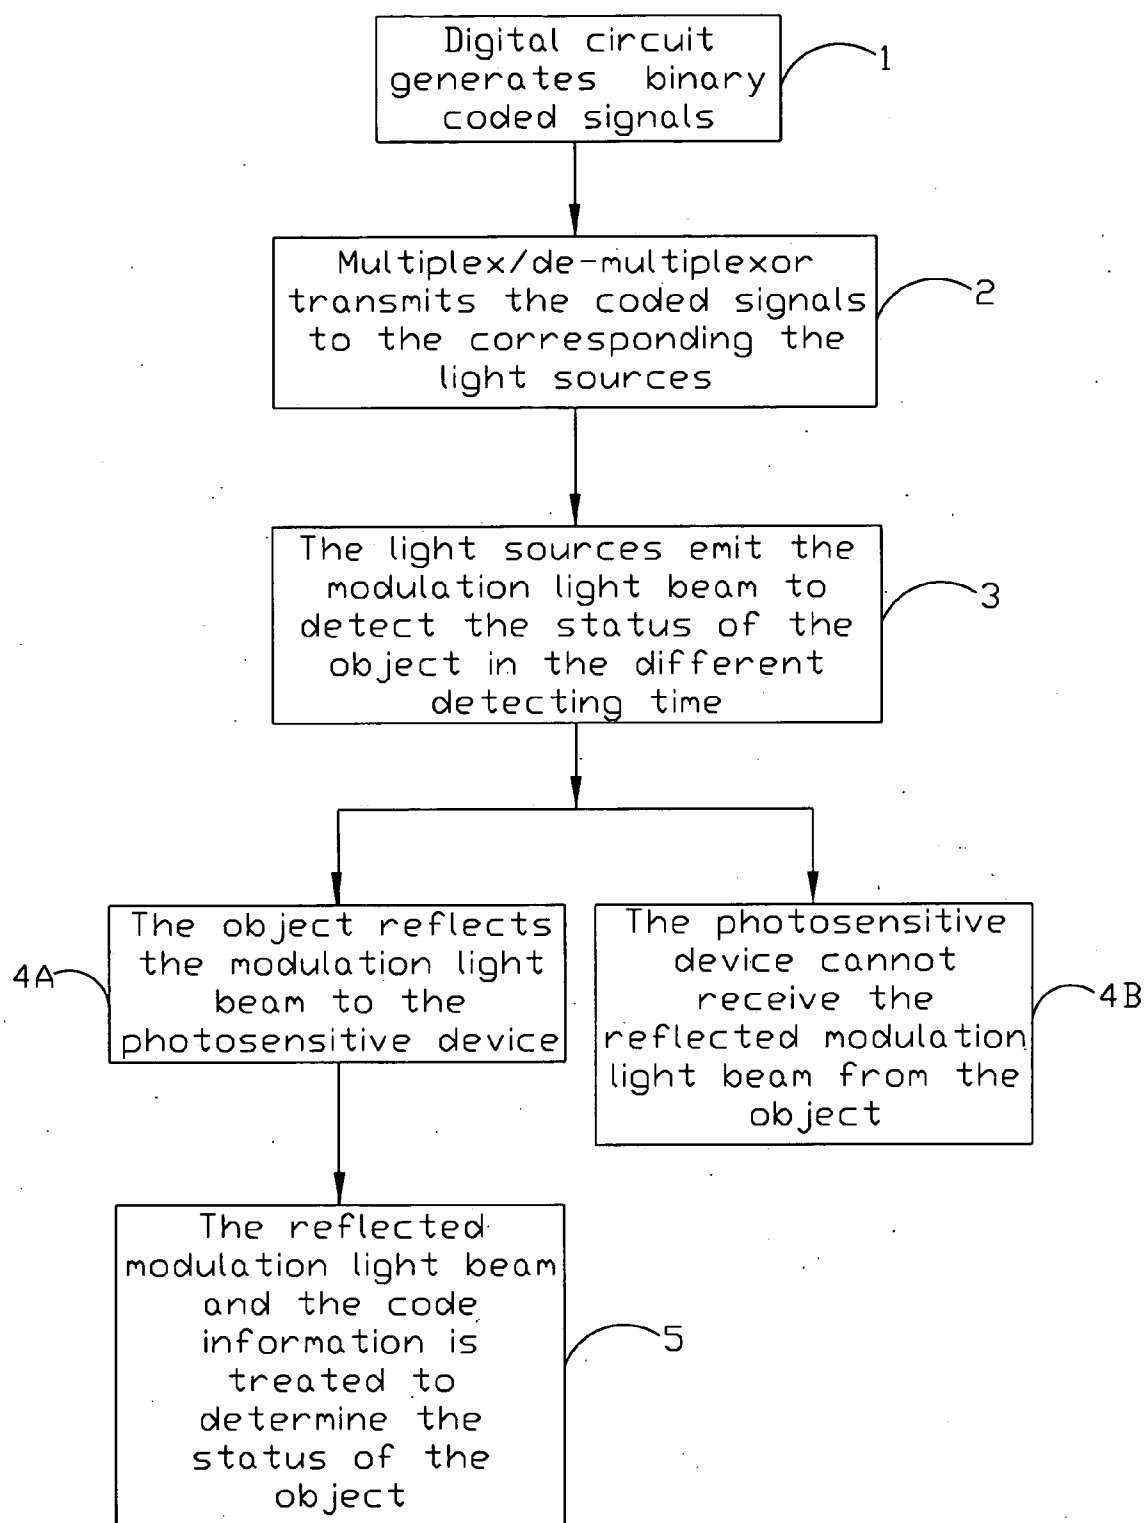 Digital circuit
generates binary
coded signals
1
Multiplex/de-multiplexor
transmits the coded signals
to the corresponding the
light sources
2
The light sources emit the
modulation light beam to
detect the status of the
object in the different
detecting time
3
The object reflects
the modulation light
beam to the
photosensitive device
4A
The photosensitive
device cannot
receive the
reflected modulation
light beam from the
object
4B
The reflected
modulation light beam
and the code
information is
treated to
determine the
status of the
object
5